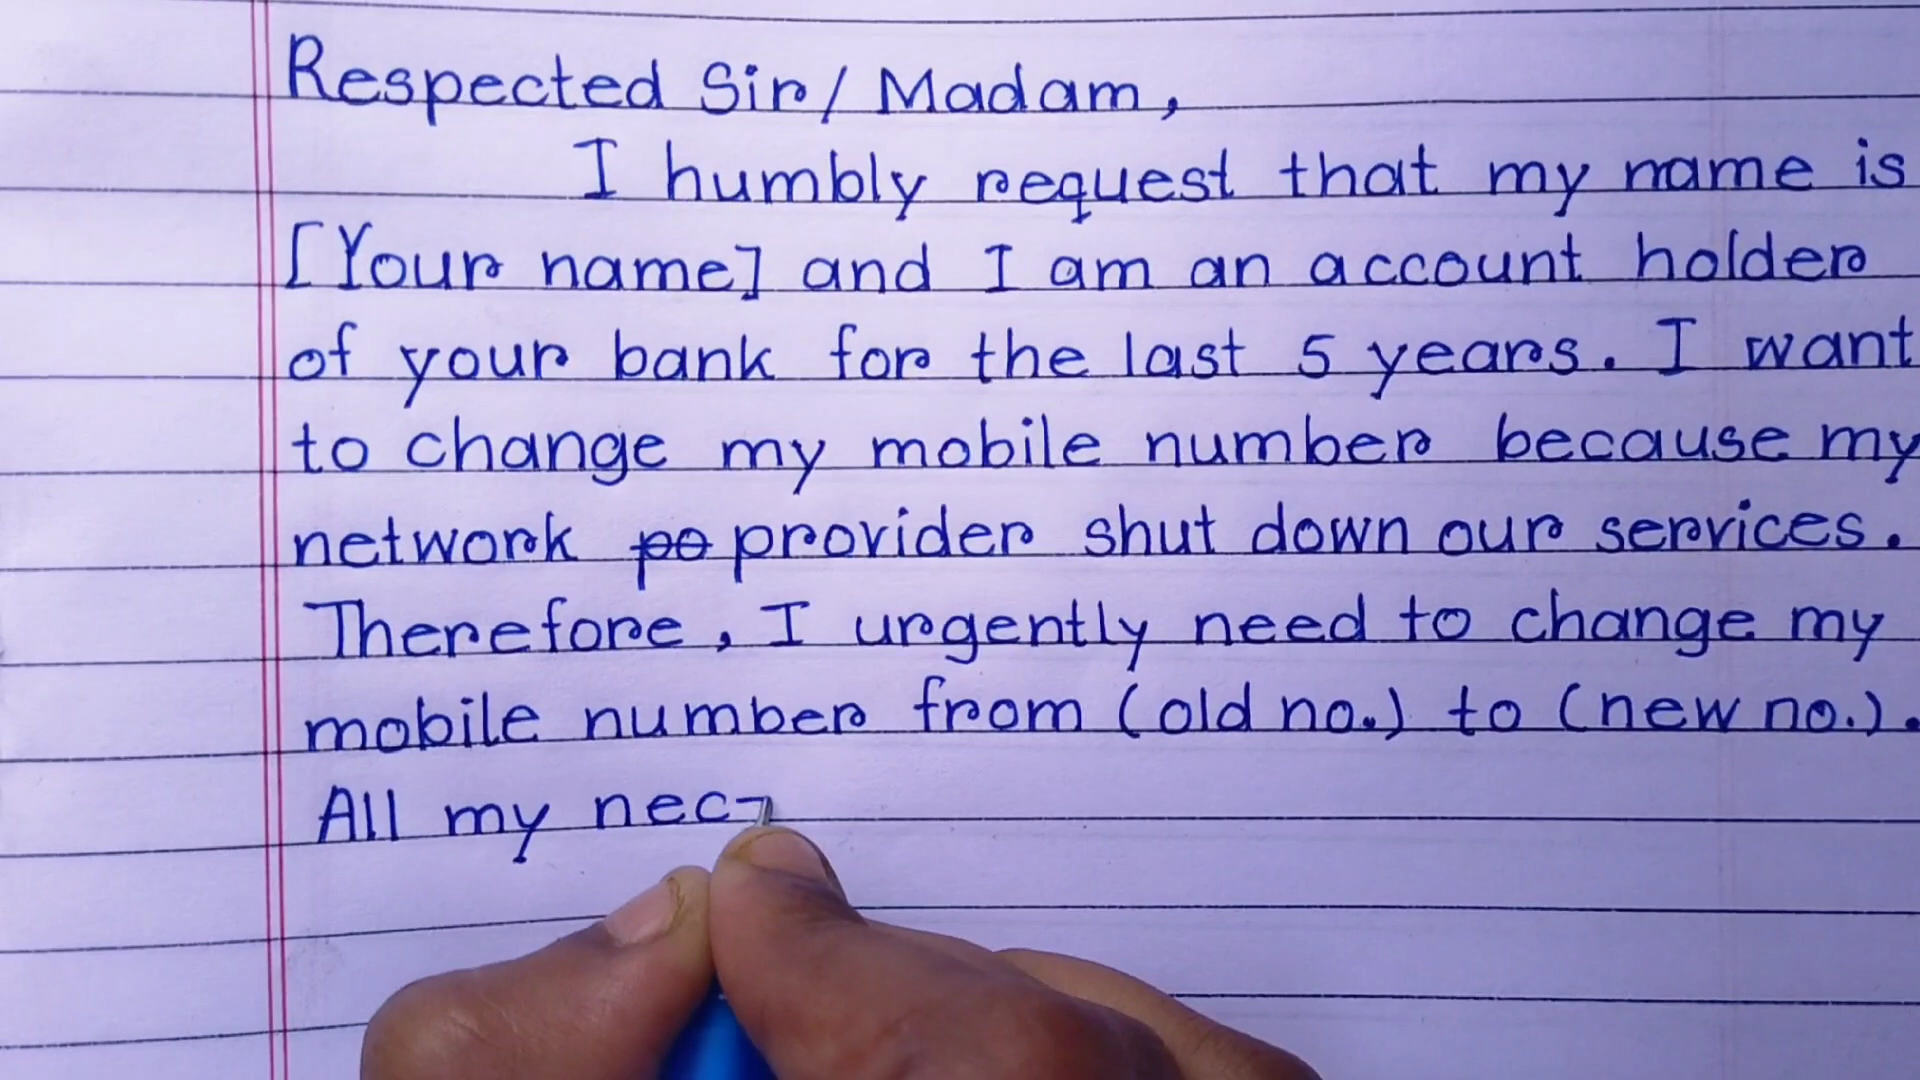 Respected Sir/ Madam,
I humbly request that my name is
[Your name] and I am an account holder
of your bank for the last 5 years. I want
to change my mobile number because my
network po provider shut down our services.
Therefore, I urgently need to change my
mobile number from (old no.) to (new no.).
All my nec